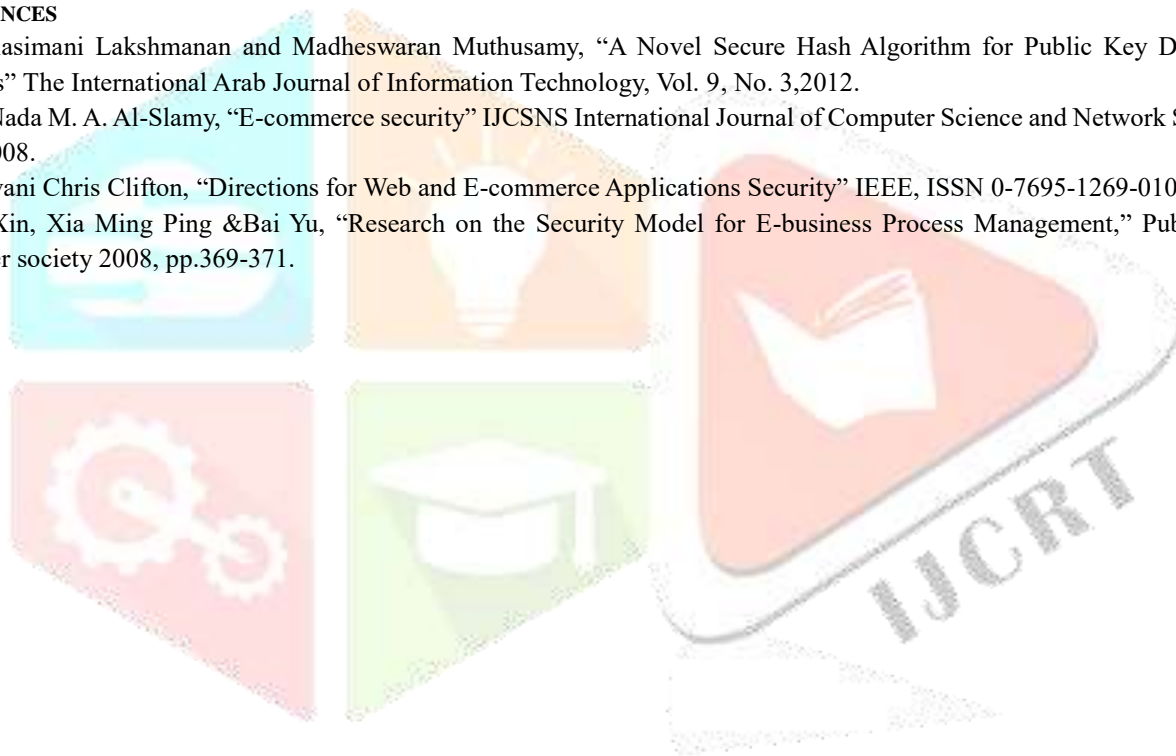 NCES
asimani Lakshmanan and Madheswaran Muthusamy, “A Novel Secure Hash Algorithm for Public Key D
s” The International Arab Journal of Information Technology, Vol. 9, No. 3,2012.
Nada M. A. Al-Slamy, “E-commerce security” IJCSNS International Journal of Computer Science and Network S
008.
vani Chris Clifton, “Directions for Web and E-commerce Applications Security” IEEE, ISSN 0-7695-1269-010
Xin, Xia Ming Ping &Bai Yu, “Research on the Security Model for E-business Process Management,” Pub
er society 2008, pp.369-371.
IJCRT